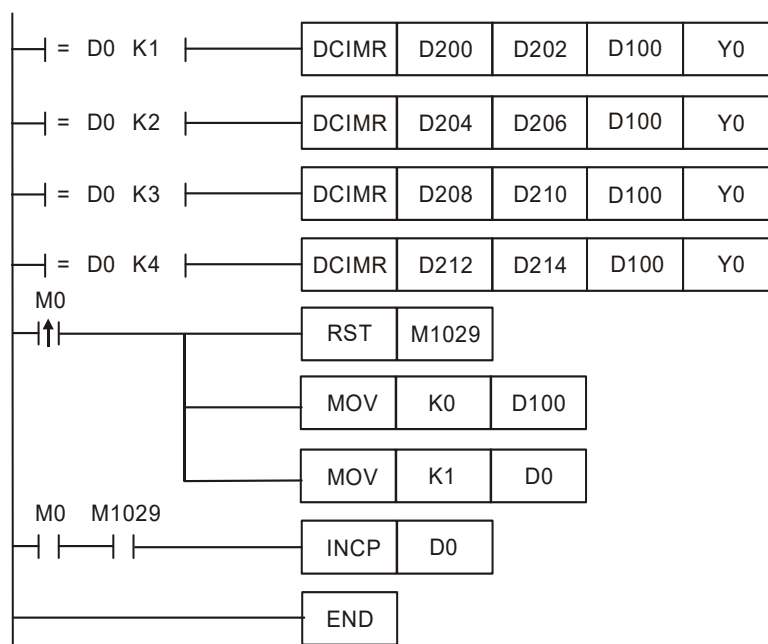 = D0 K1 DCIMR D200 D202 D100 Y0
= D0 K2 DCIMR D204 D206 D100 Y0
= D0 K3 DCIMR D208 D210 D100 Y0
= D0 K4 DCIMR D212 D214 D100 Y0
M0
RST M1029
MOV K0 D100
MOV K1 D0
M0 M1029
INCP D0
END